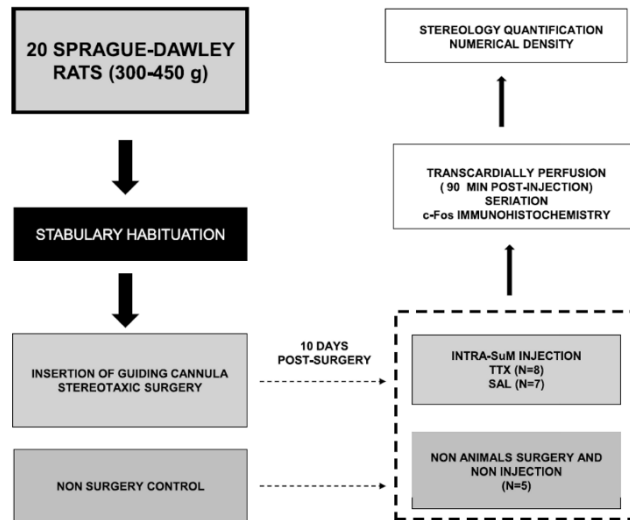 20 SPRAGUE-DAWLEY
RATS (300-450 g)
STABULARY HABITUATION
INSERTION OF GUIDING CANNULA
STEREOTAXIC SURGERY
NON SURGERY CONTROL
10 DAYS
POST-SURGERY
INTRA-SuM INJECTION
TTX (N=8)
SAL (N=7)
NON ANIMALS SURGERY AND
NON INJECTION
(N=5)
TRANSCARDIALLY PERFUSION
( 90 MIN POST-INJECTION)
SERIATION
c-Fos IMMUNOHISTOCHEMISTRY
STEREOLOGY QUANTIFICATION
NUMERICAL DENSITY